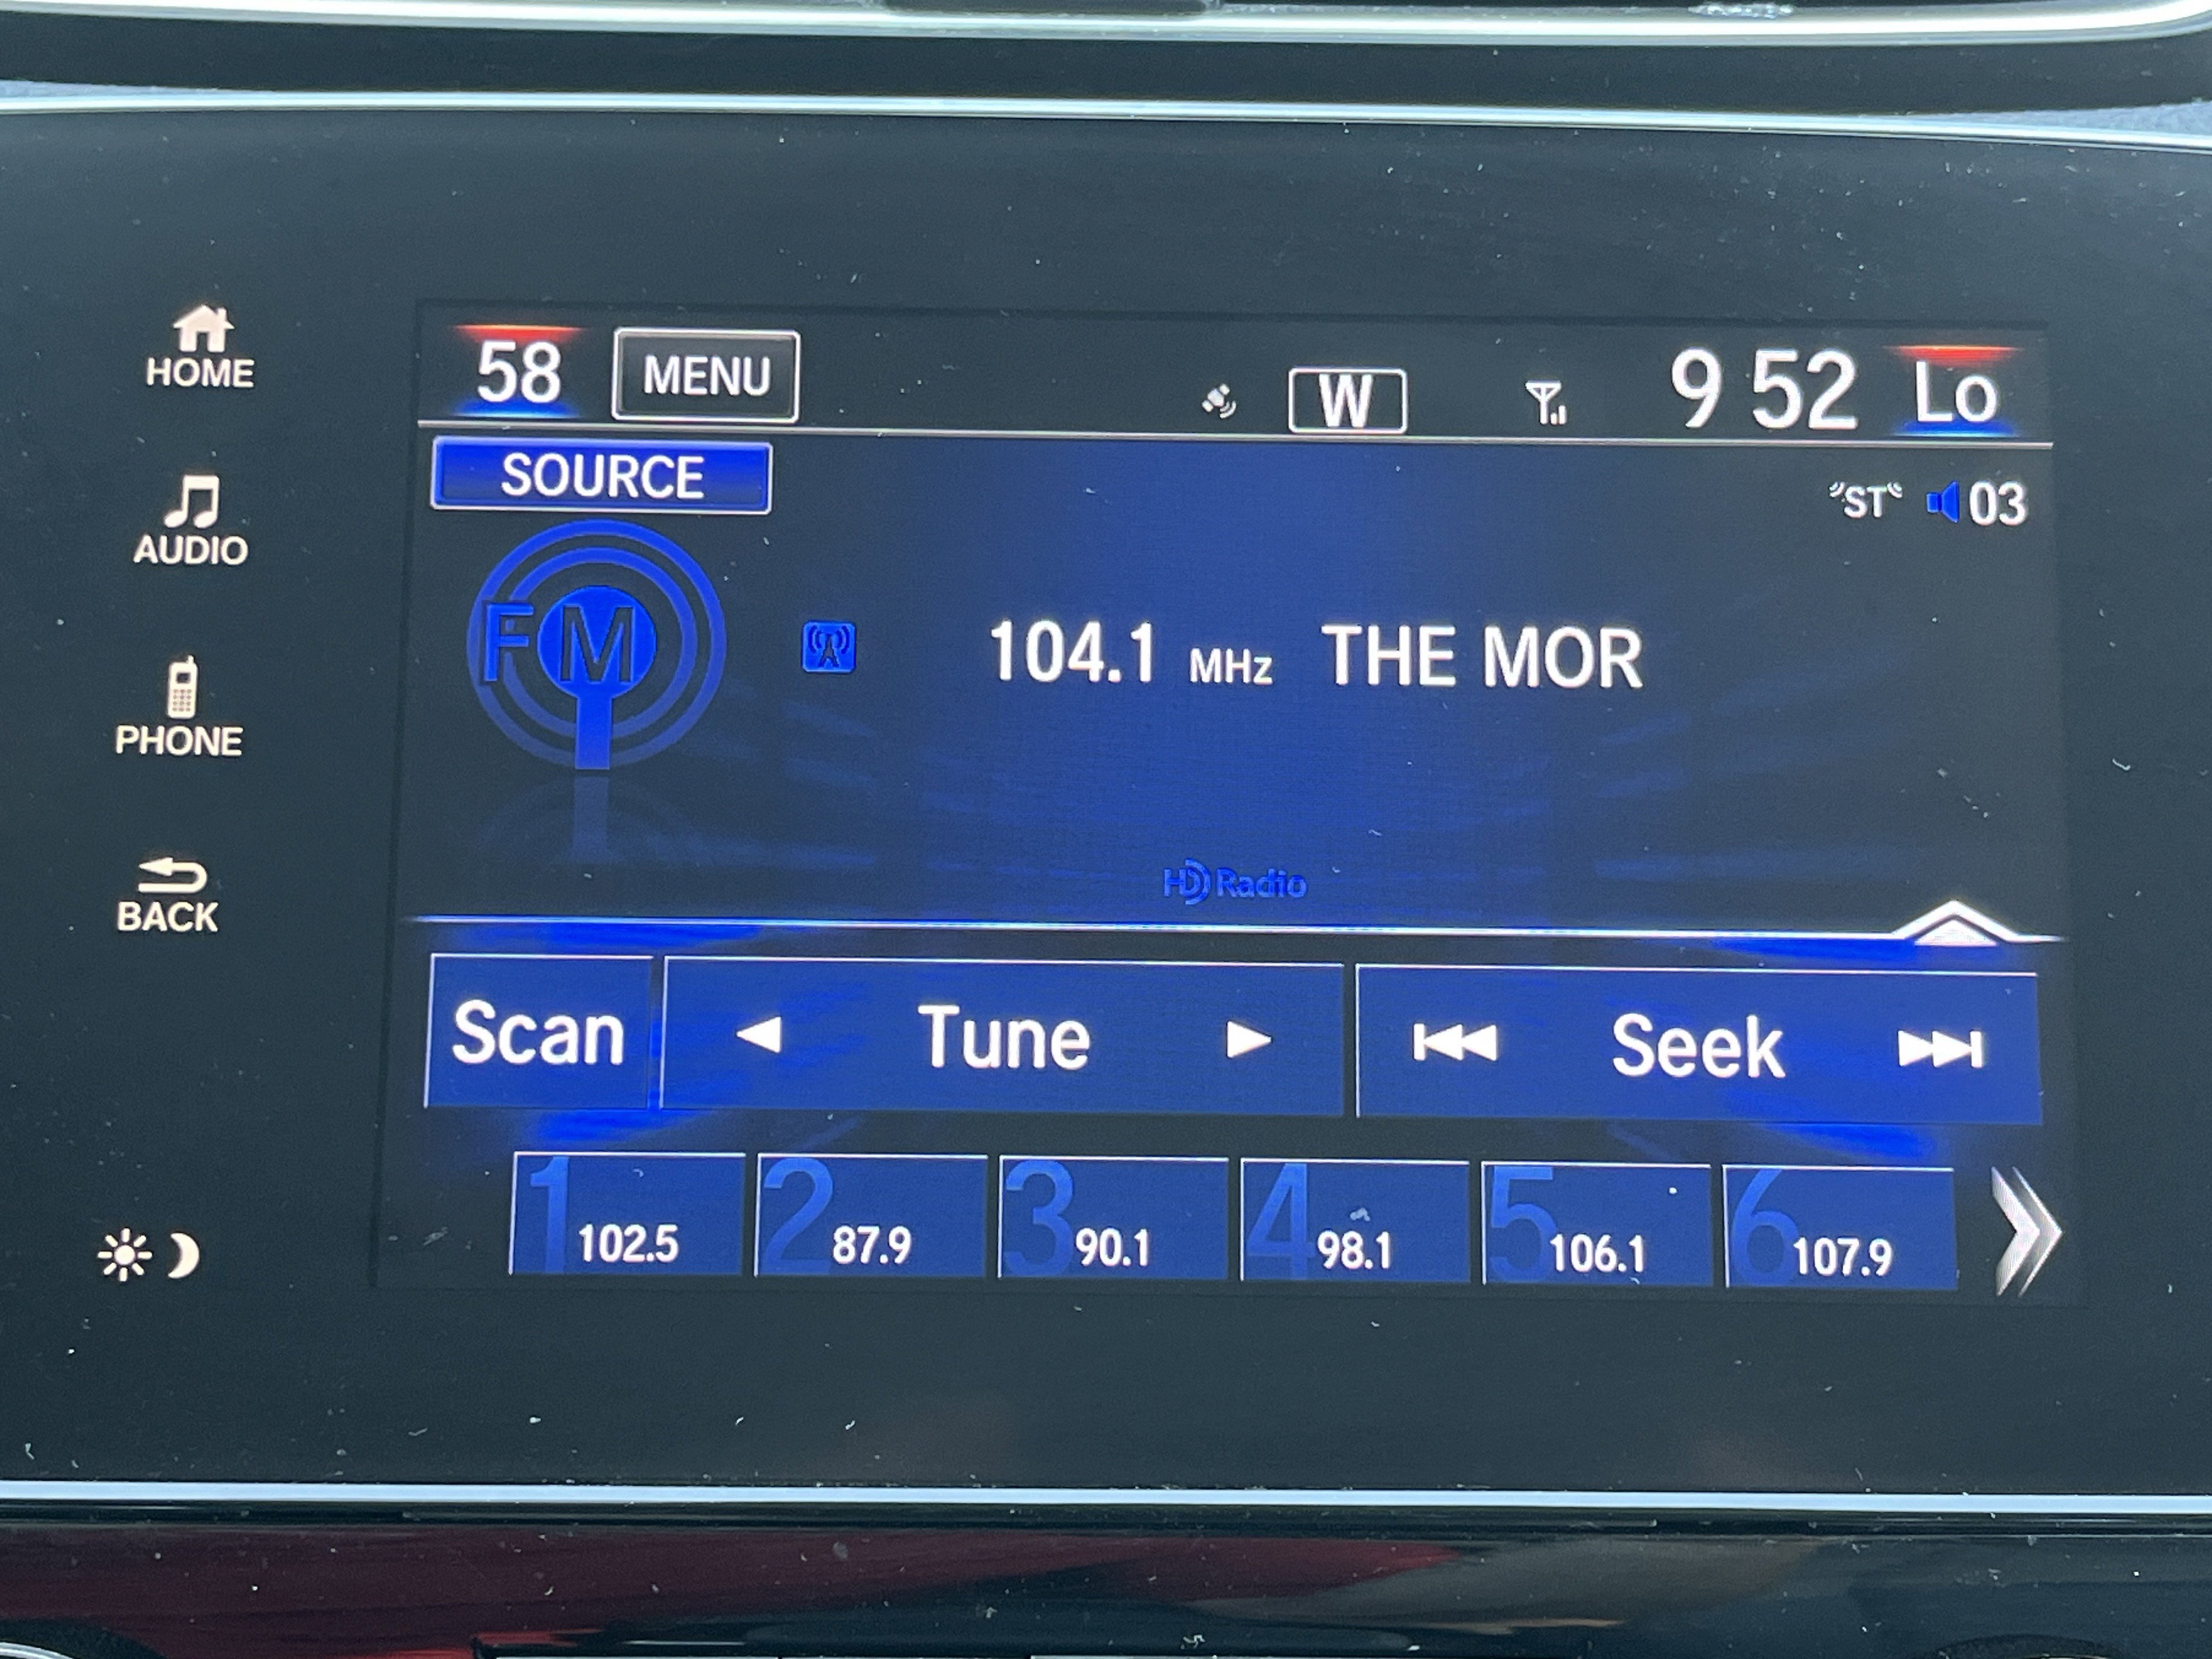 HOME
AUDIO
PHONE
BACK
58 MENU W 9 52 Lo
SOURCE
ST 03
FM
104.1 MHz THE MOR
HD Radio
Scan Tune Seek
1 102.5
2 87.9
3 90.1
4 98.1
5 106.1
6 107.9